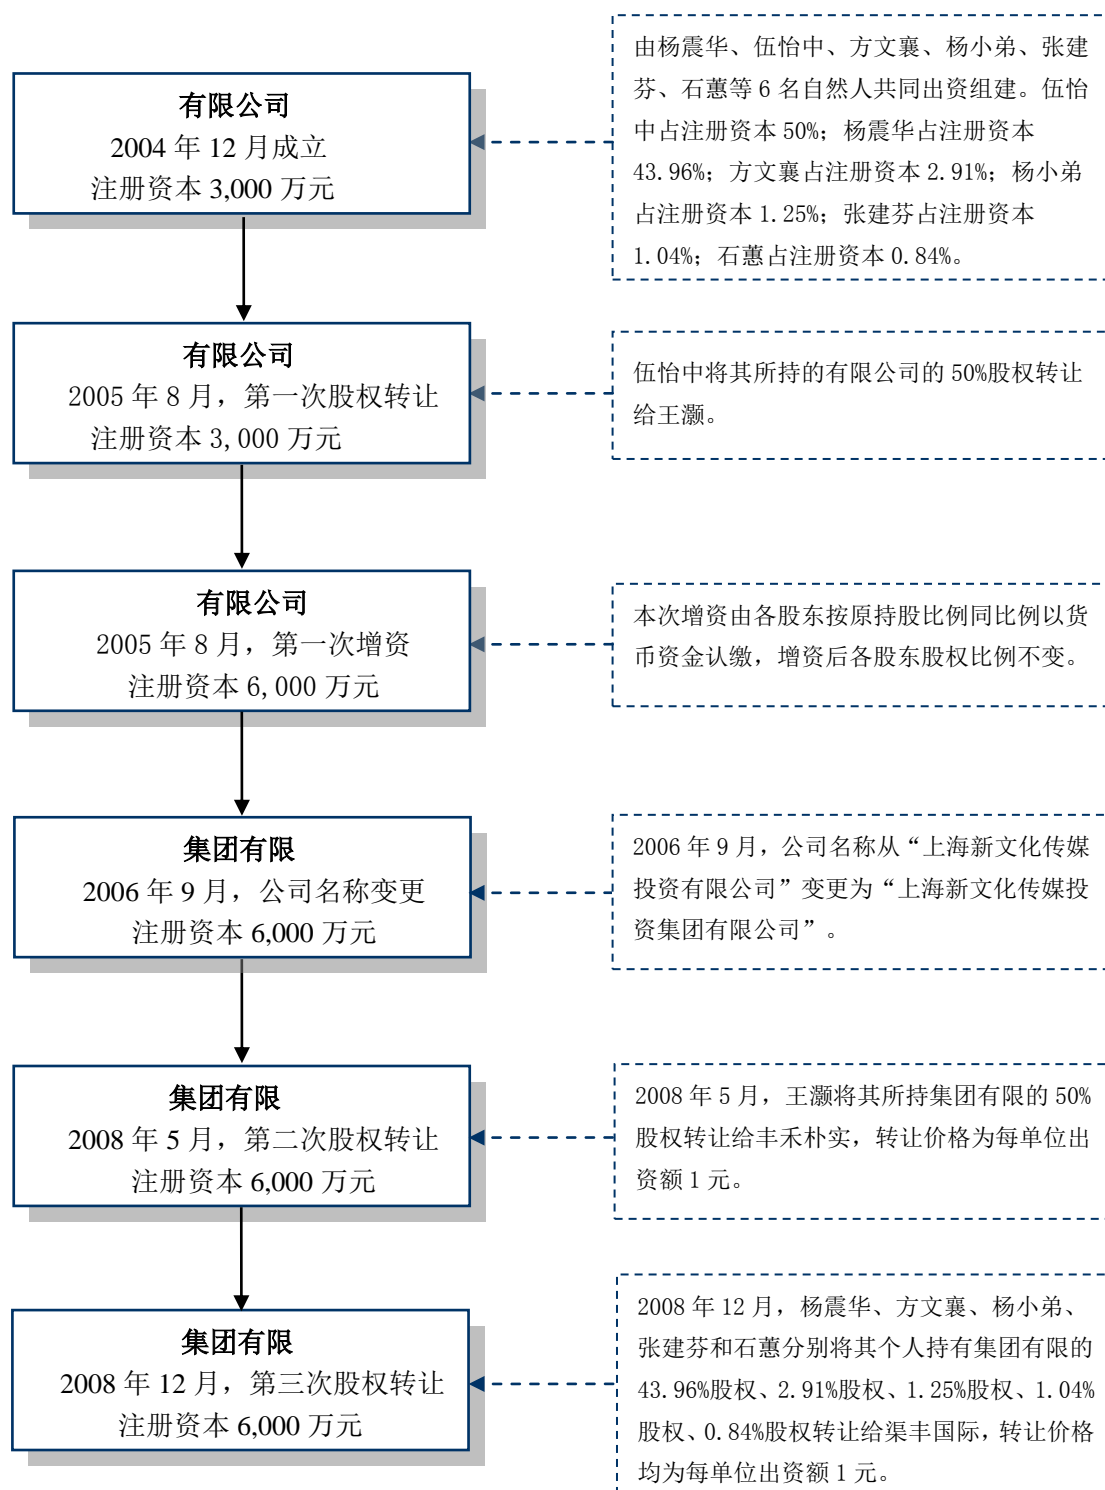 有限公司
2004 年 12 月成立
注册资本 3,000 万元
由杨震华、伍怡中、方文襄、杨小弟、张建
芬、石蕙等 6 名自然人共同出资组建。伍怡
中占注册资本 50%；杨震华占注册资本
43.96%；方文襄占注册资本 2.91%；杨小弟
占注册资本 1.25%；张建芬占注册资本
1.04%；石蕙占注册资本 0.84%。
有限公司
2005 年 8 月，第一次股权转让
注册资本 3,000 万元
伍怡中将其所持的有限公司的 50%股权转让
给王灏。
有限公司
2005 年 8 月，第一次增资
注册资本 6,000 万元
本次增资由各股东按原持股比例同比例以货
币资金认缴，增资后各股东股权比例不变。
集团有限
2006 年 9 月，公司名称变更
注册资本 6,000 万元
2006 年 9 月，公司名称从“上海新文化传媒
投资有限公司”变更为“上海新文化传媒投
资集团有限公司”。
集团有限
2008 年 5 月，第二次股权转让
注册资本 6,000 万元
2008 年 5 月，王灏将其所持集团有限的 50%
股权转让给丰禾朴实，转让价格为每单位出
资额 1 元。
集团有限
2008 年 12 月，第三次股权转让
注册资本 6,000 万元
2008 年 12 月，杨震华、方文襄、杨小弟、
张建芬和石蕙分别将其个人持有集团有限的
43.96%股权、2.91%股权、1.25%股权、1.04%
股权、0.84%股权转让给渠丰国际，转让价格
均为每单位出资额 1 元。